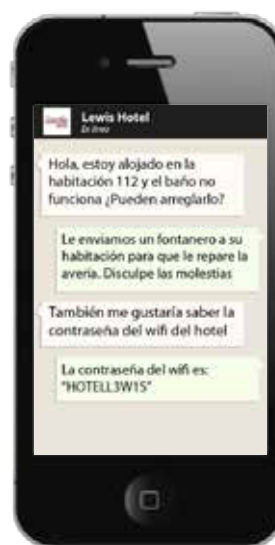 Lewis Hotel
En línea
Hola, estoy alojado en la
habitación 112 y el baño no
funciona ¿Pueden arreglarlo?
Le enviamos un fontanero a su
habitación para que le repare la
avería. Disculpe las molestias
También me gustaría saber la
contraseña del wifi del hotel
La contraseña del wifi es:
"HOTELL3W1S"